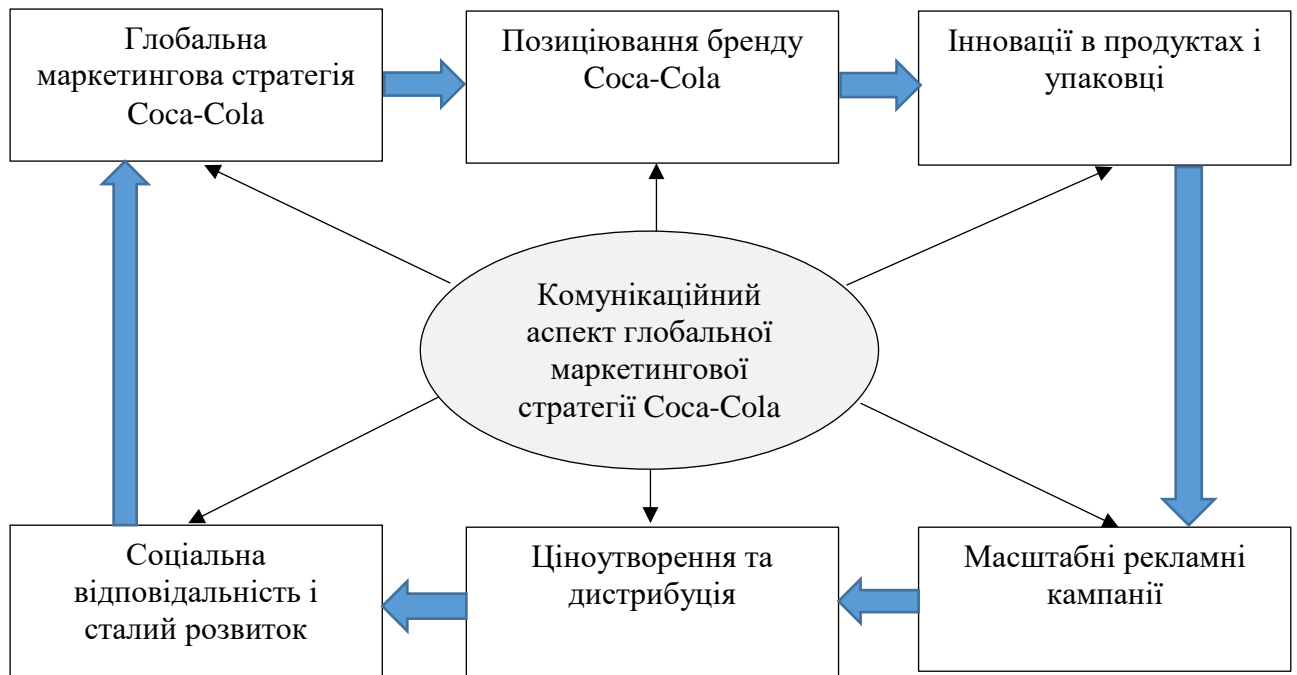 Глобальна
маркетингова стратегія
Coca-Cola
Позиціювання бренду
Coca-Cola
Інновації в продуктах і
упаковці
Комунікаційний
аспект глобальної
маркетингової
стратегії Coca-Cola
Соціальна
відповідальність і
сталий розвиток
Ціноутворення та
дистрибуція
Масштабні рекламні
кампанії